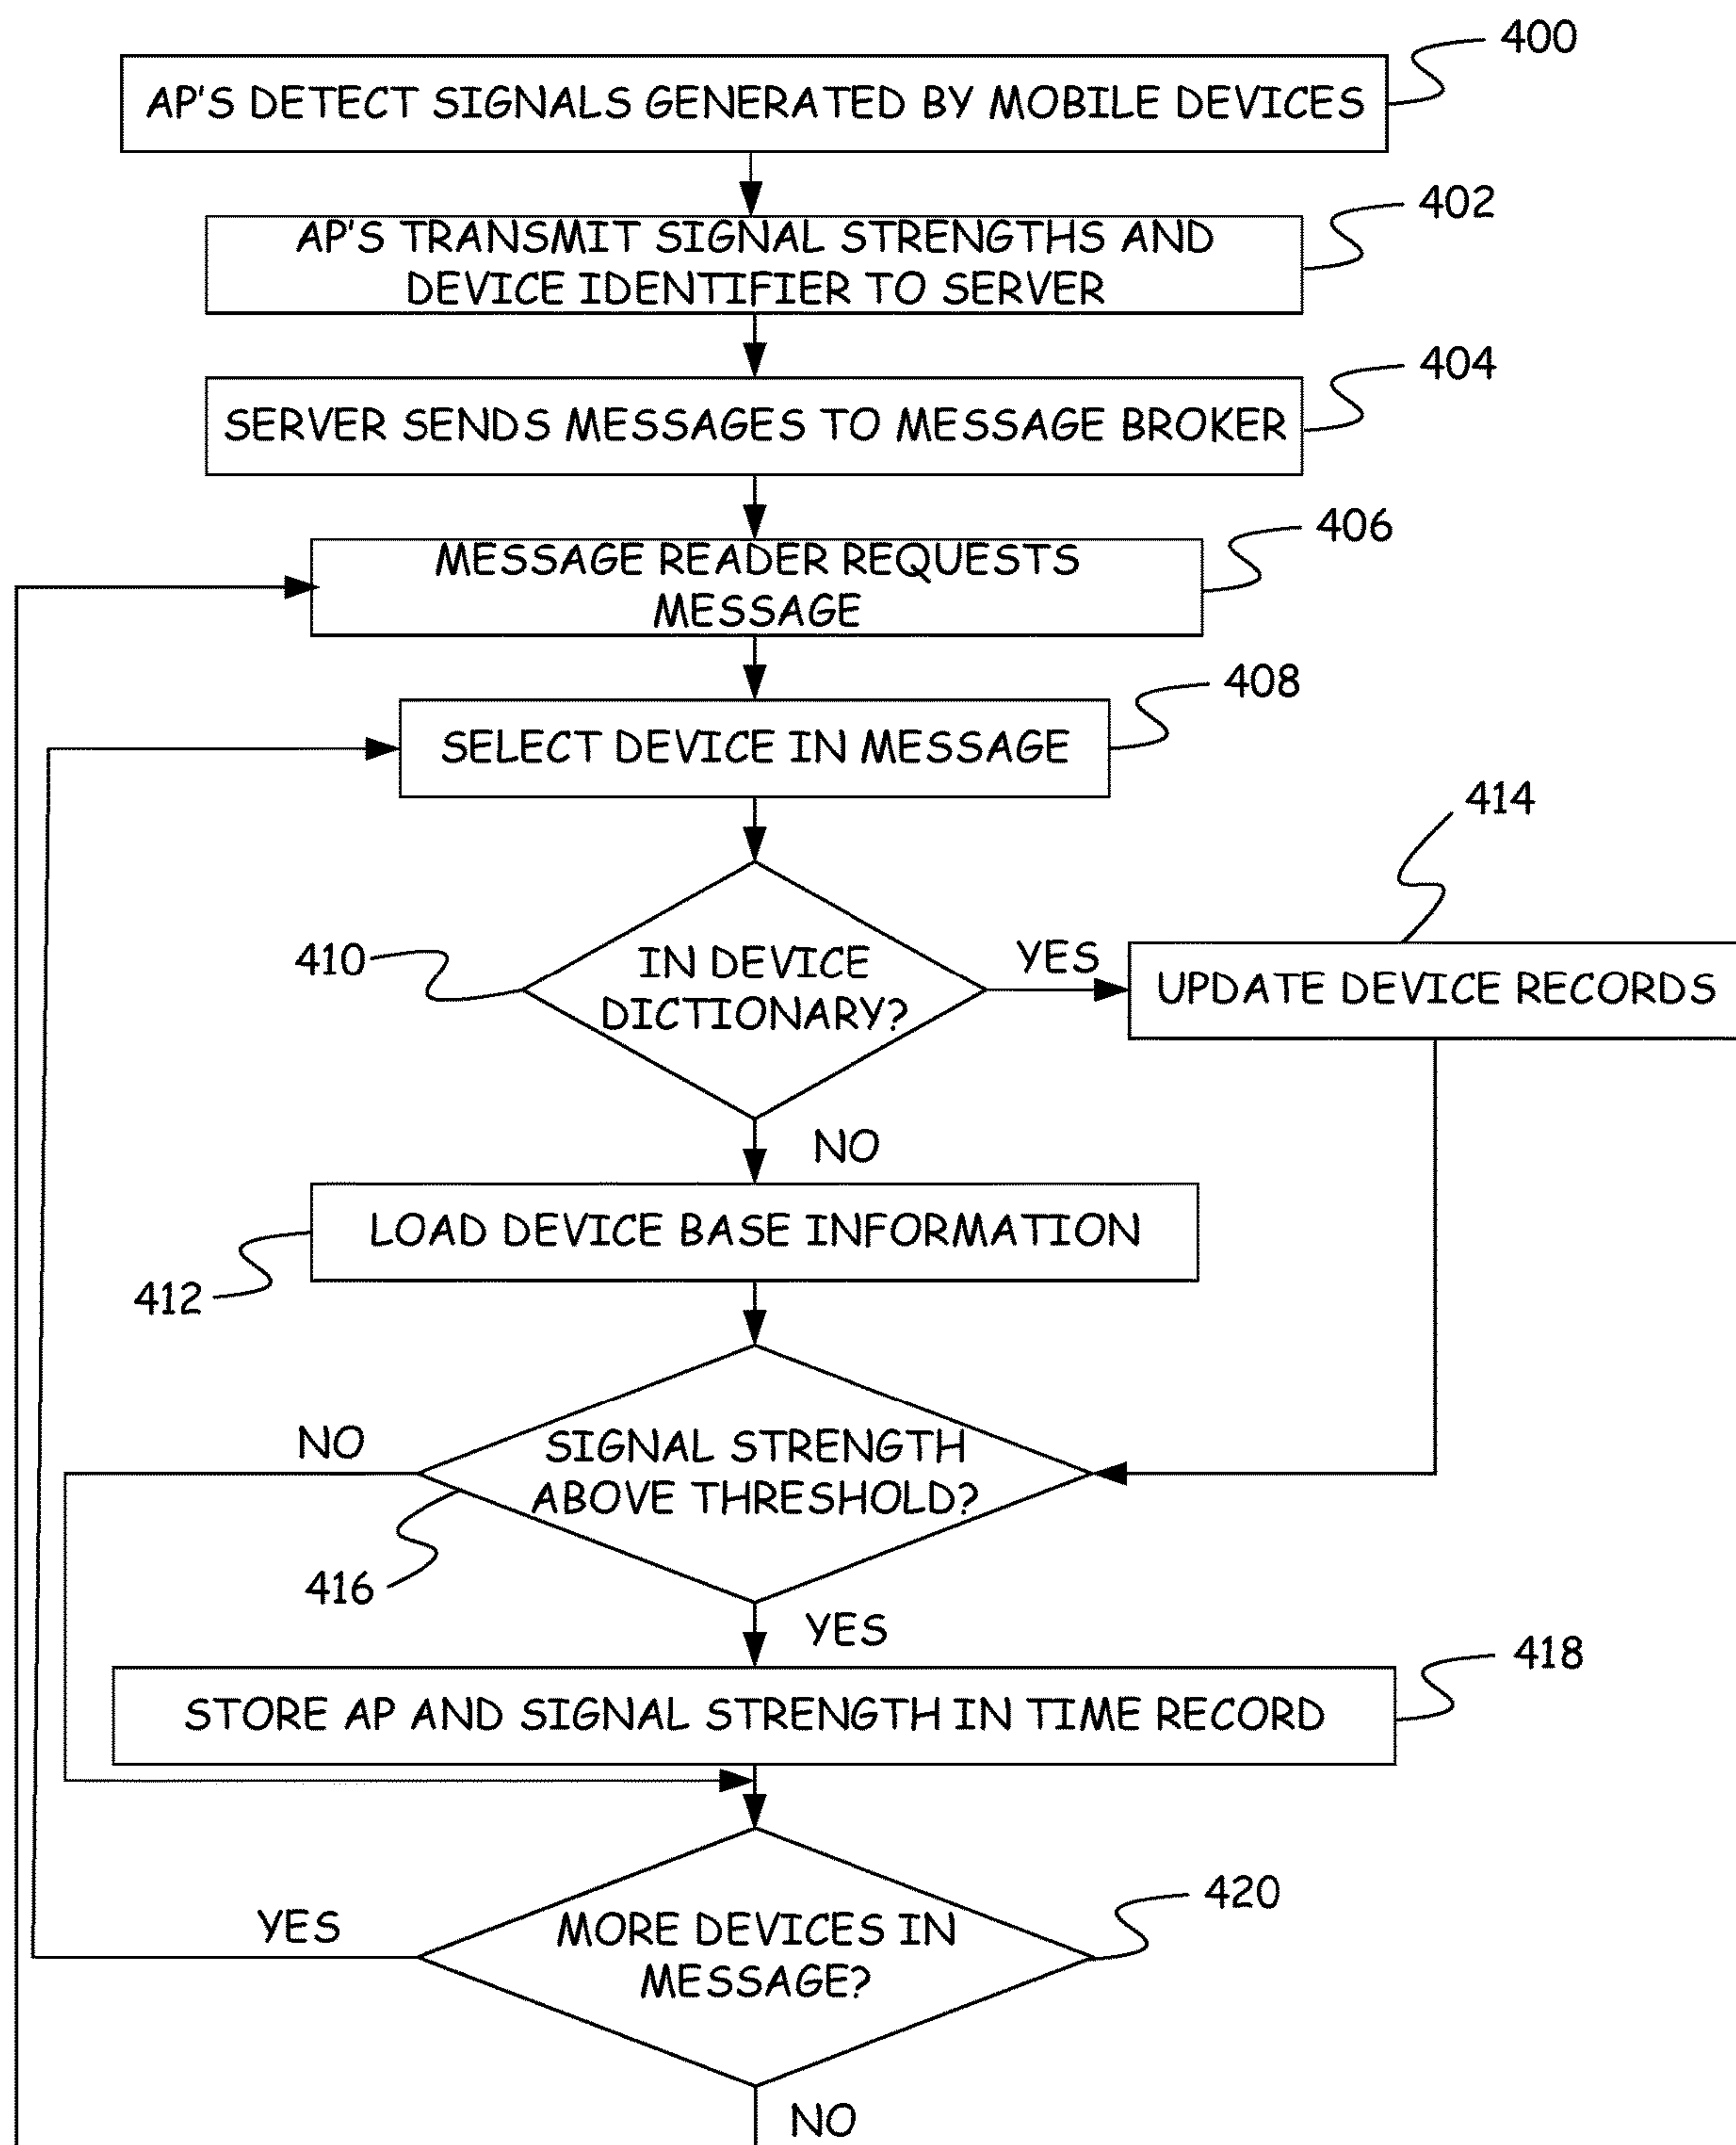 400
AP'S DETECT SIGNALS GENERATED BY MOBILE DEVICES
402
AP'S TRANSMIT SIGNAL STRENGTHS AND
DEVICE IDENTIFIER TO SERVER
404
SERVER SENDS MESSAGES TO MESSAGE BROKER
406
MESSAGE READER REQUESTS
MESSAGE
408
SELECT DEVICE IN MESSAGE
414
410
IN DEVICE
DICTIONARY?
YES
UPDATE DEVICE RECORDS
NO
LOAD DEVICE BASE INFORMATION
412
NO
SIGNAL STRENGTH
ABOVE THRESHOLD?
416
YES
418
STORE AP AND SIGNAL STRENGTH IN TIME RECORD
420
YES
MORE DEVICES IN
MESSAGE?
NO